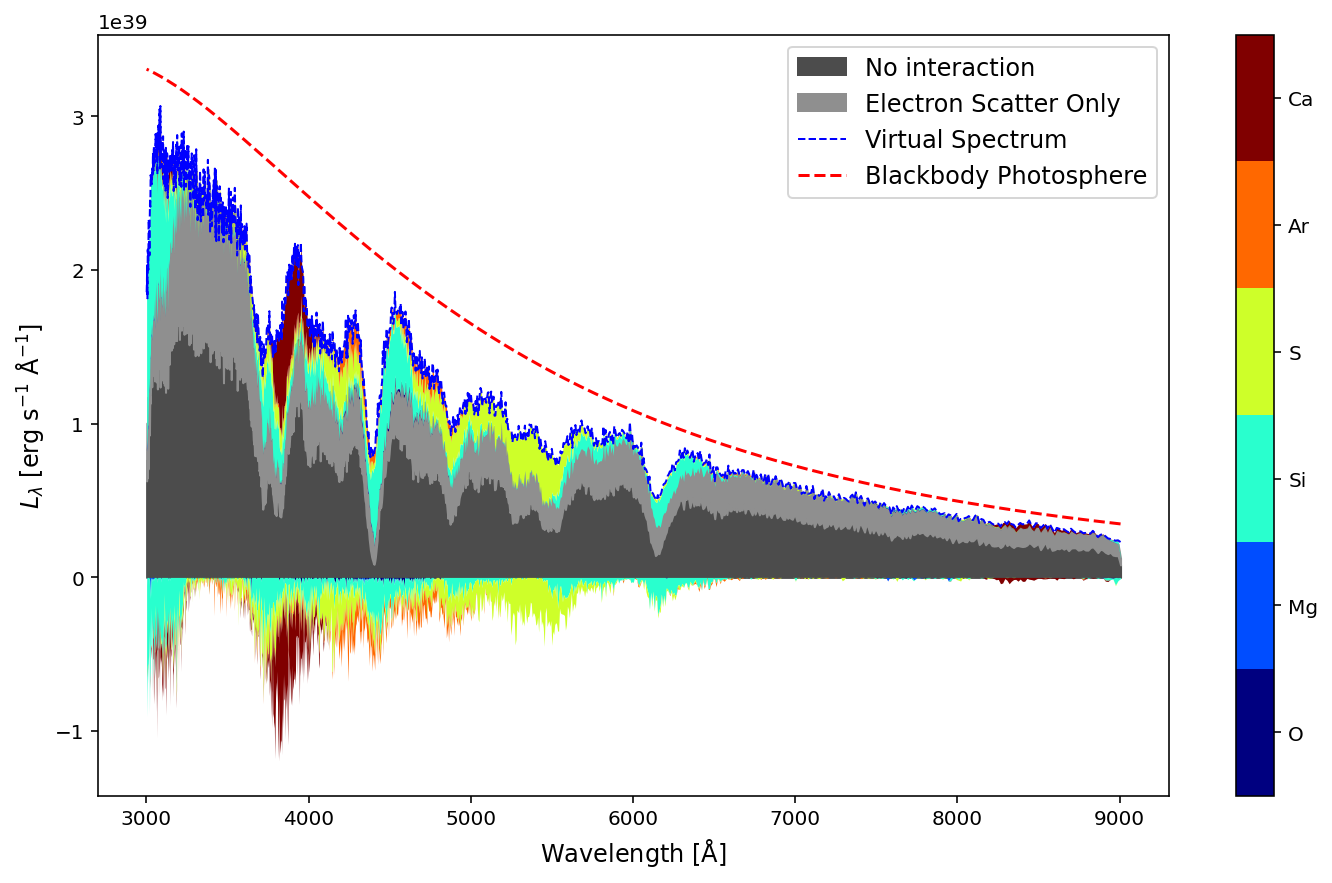 1e39
No interaction
Electron Scatter Only
Virtual Spectrum
Blackbody Photosphere
3
2
1
0
−1
L_λ [erg s^−1 Å^−1]
3000 4000 5000 6000 7000 8000 9000
Wavelength [Å]
Ca
Ar
S
Si
Mg
O